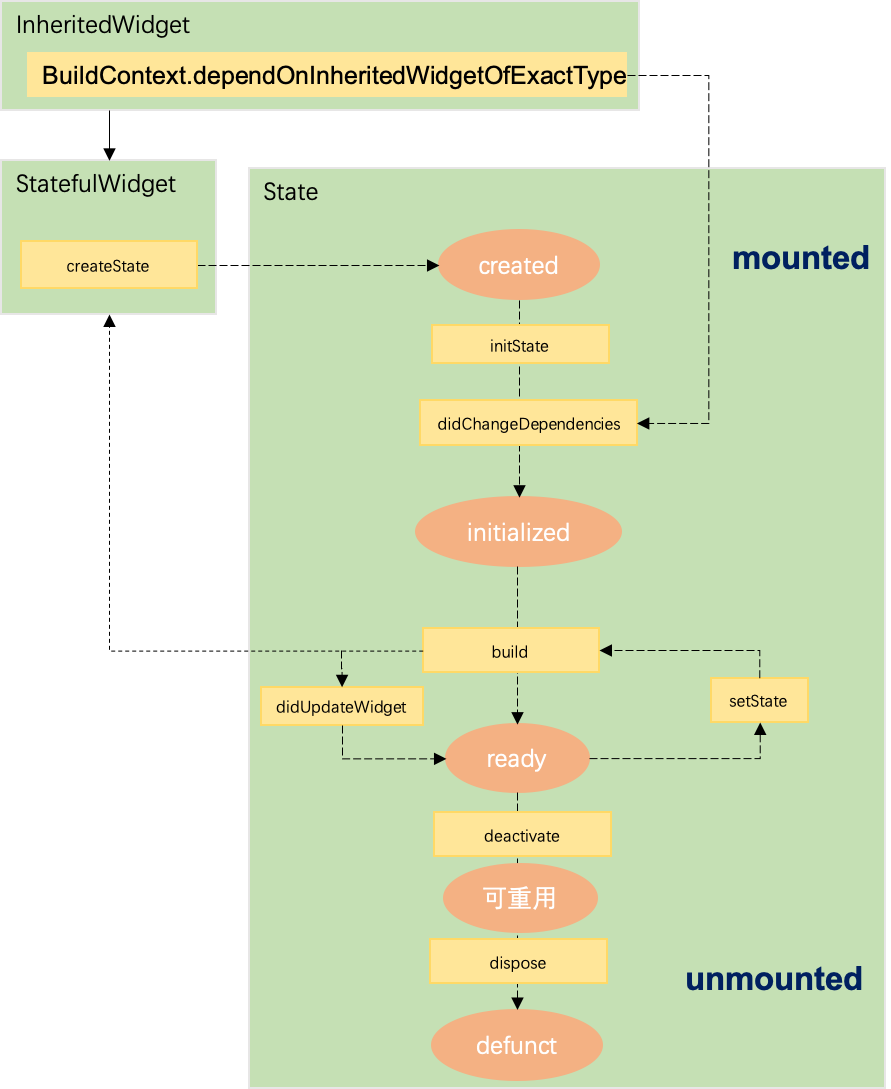 InheritedWidget
BuildContext.dependOnInheritedWidgetOfExactType
StatefulWidget
createState
State
mounted
created
initState
didChangeDependencies
initialized
build
didUpdateWidget
setState
ready
deactivate
可重用
dispose
unmounted
defunct